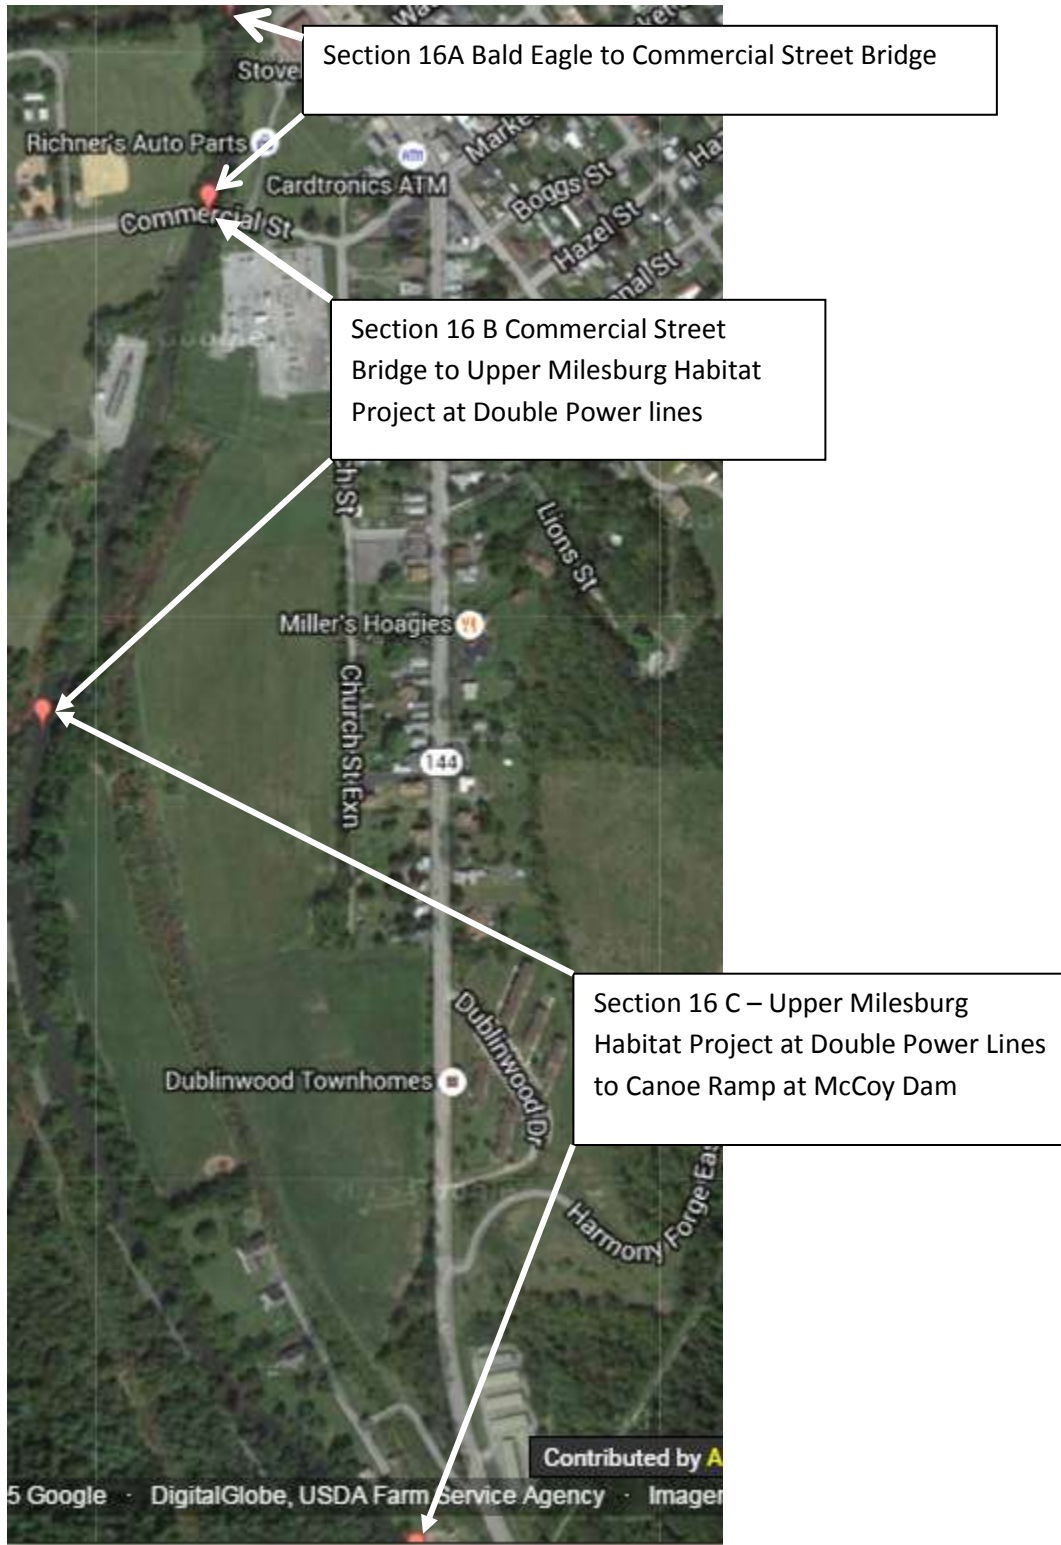 Section 16A Bald Eagle to Commercial Street Bridge
Richner's Auto Parts
Cardtronics ATM
ATM
Boggs St
Commercial St
Hazel St
Section 16 B Commercial Street
Bridge to Upper Milesburg Habitat
Project at Double Power lines
Lions St
Miller's Hoagies
Church St Exn
144
Section 16 C – Upper Milesburg
Habitat Project at Double Power Lines
to Canoe Ramp at McCoy Dam
Dublinwood Dr
Dublinwood Townhomes
Harmony Forge Eas
Contributed by A
5 Google · DigitalGlobe, USDA Farm Service Agency · Imager